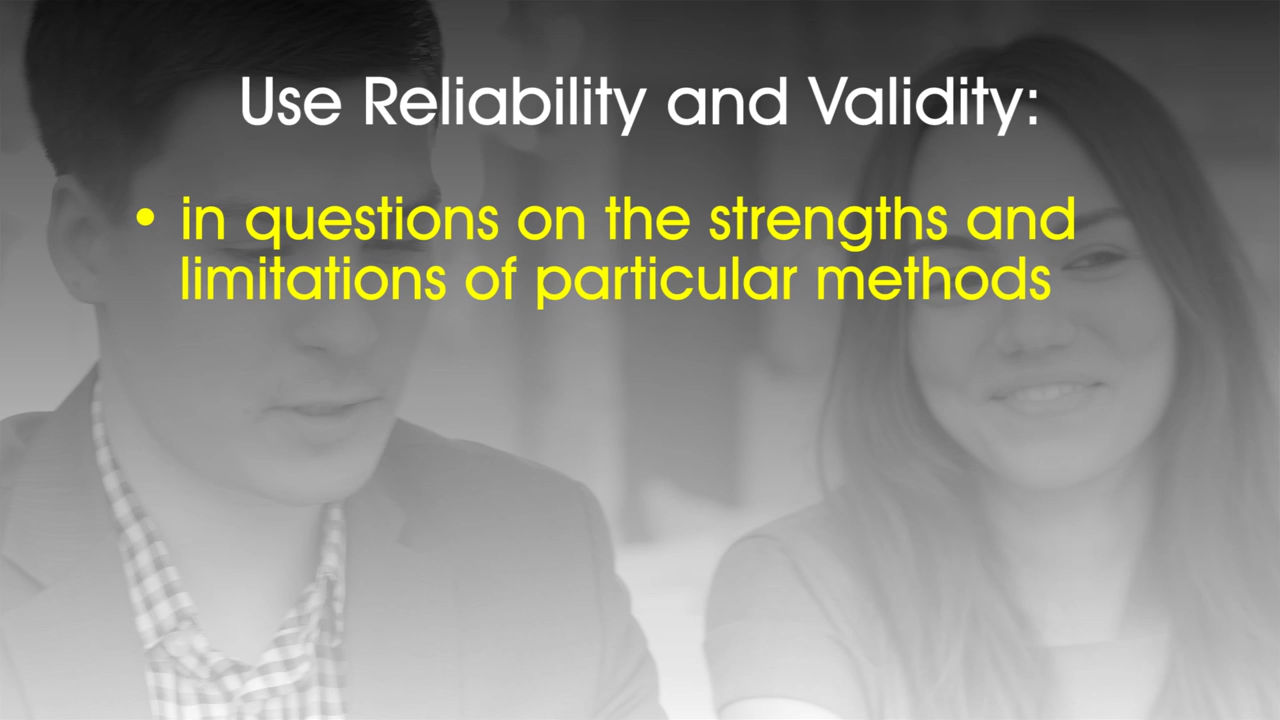 Use Reliability and Validity:
• in questions on the strengths and
limitations of particular methods